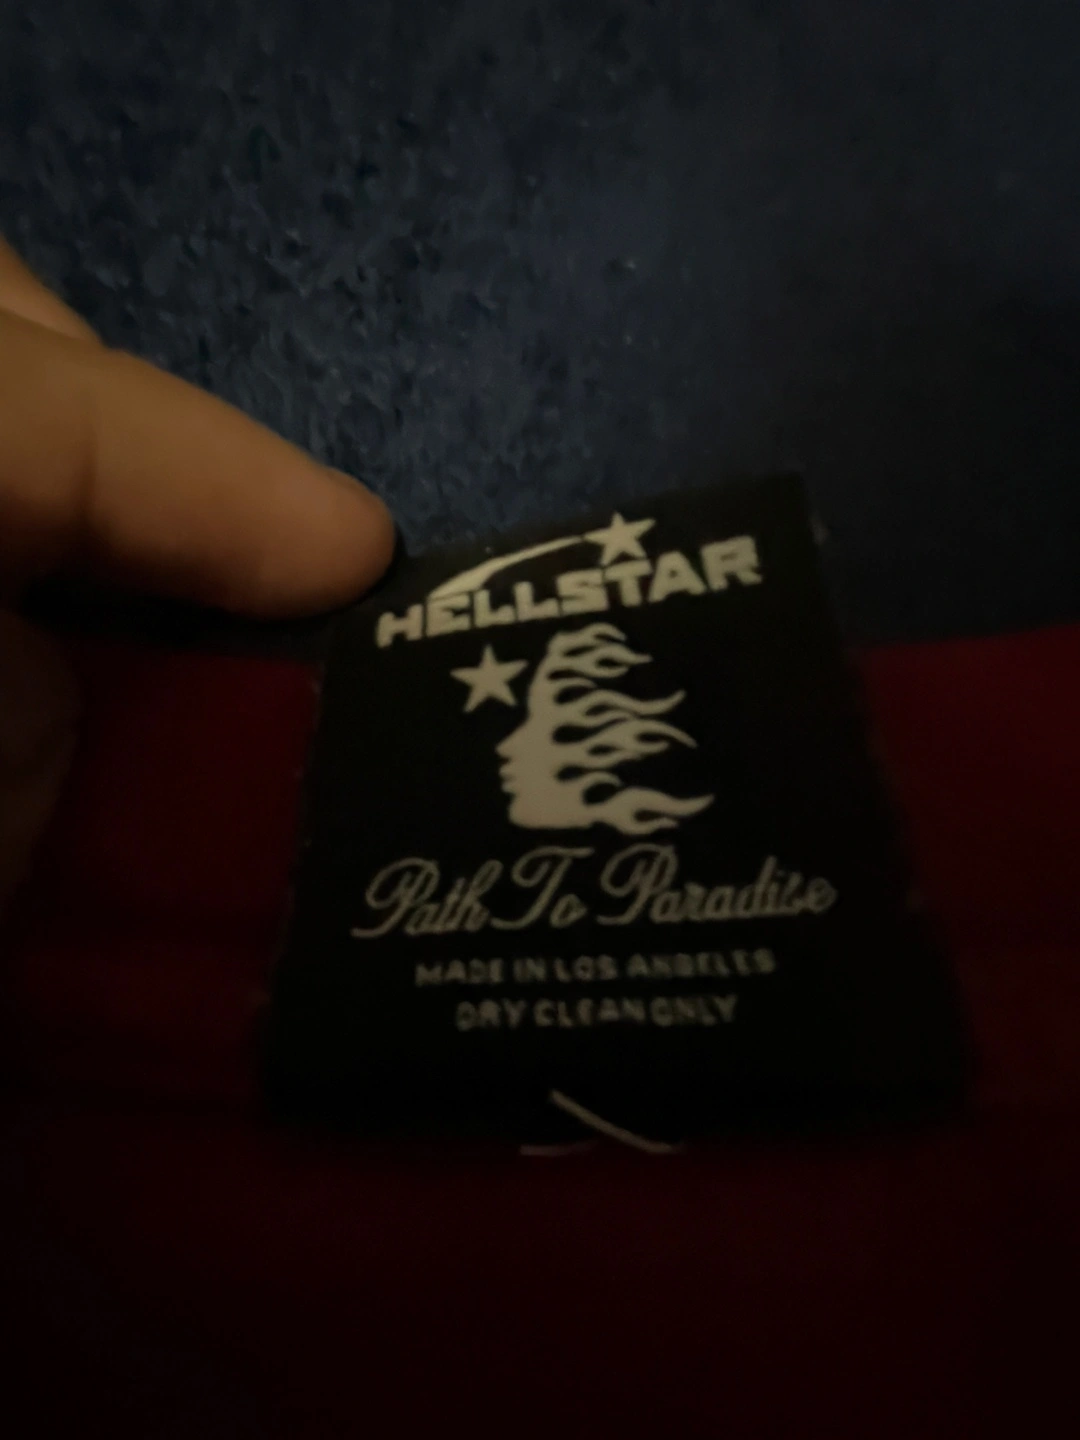 HELLSTAR
Path To Paradise
MADE IN LOS ANGELES
DRY CLEAN ONLY